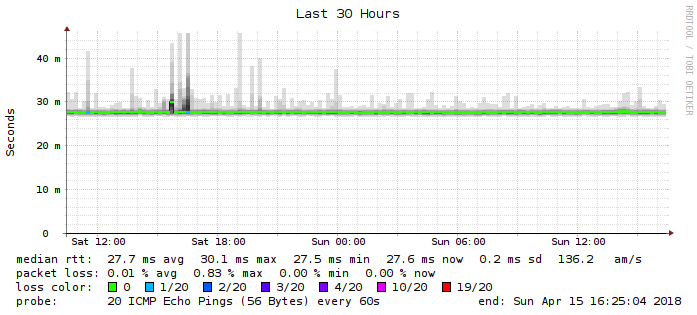 Last 30 Hours
RRDTOOL / TOBI OETIKER
Seconds
40 m
30 m
20 m
10 m
0
Sat 12:00 Sat 18:00 Sun 00:00 Sun 06:00 Sun 12:00
median rtt: 27.7 ms avg 30.1 ms max 27.5 ms min 27.6 ms now 0.2 ms sd 136.2 am/s
packet loss: 0.01 % avg 0.83 % max 0.00 % min 0.00 % now
loss color: 0 1/20 2/20 3/20 4/20 10/20 19/20
probe: 20 ICMP Echo Pings (56 Bytes) every 60s end: Sun Apr 15 16:25:04 2018